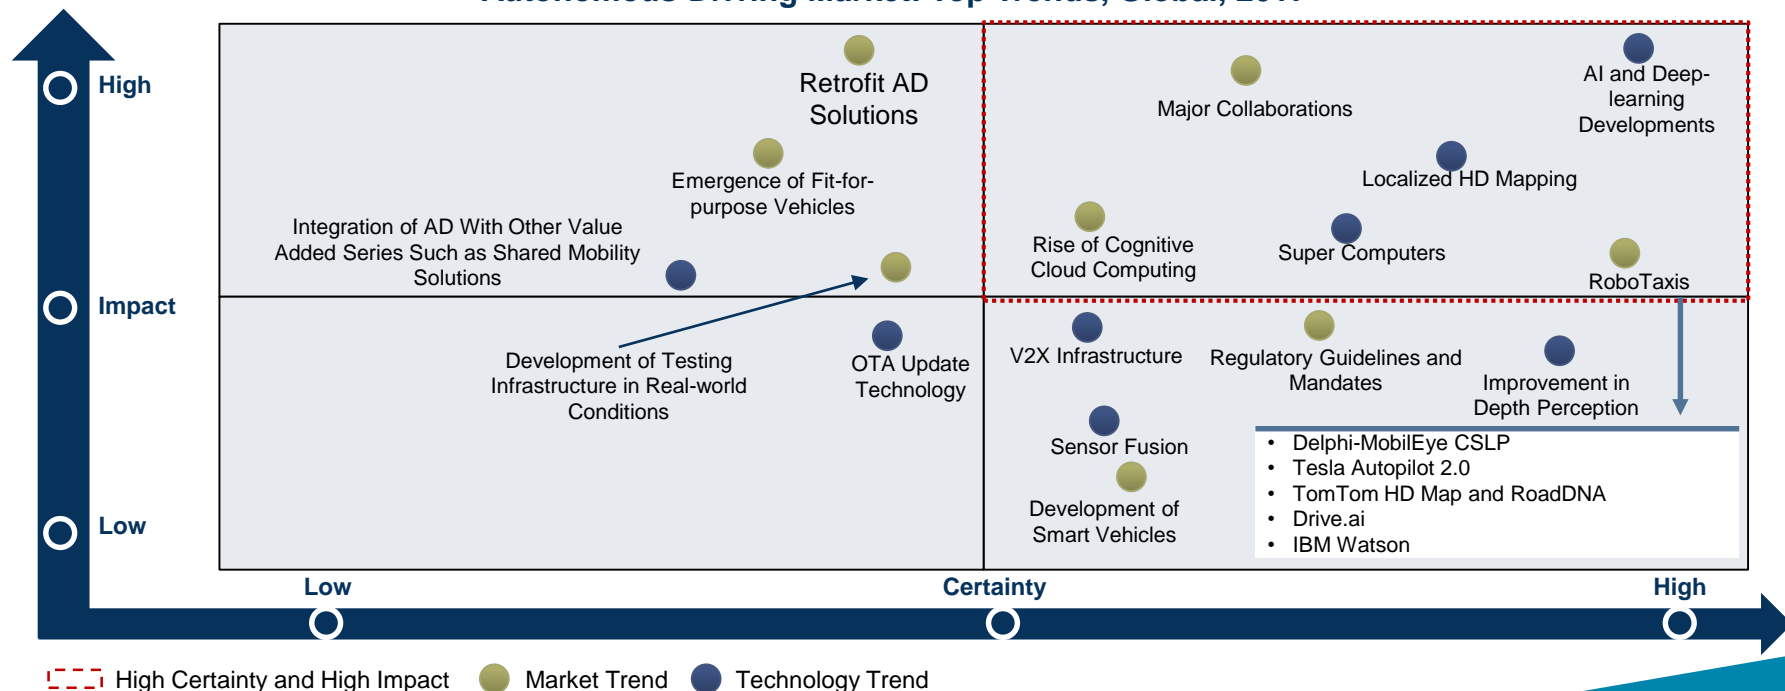 High
Impact
Low
Retrofit AD
Solutions
Emergence of Fit-for-
purpose Vehicles
Integration of AD With Other Value
Added Series Such as Shared Mobility
Solutions
Major Collaborations
AI and Deep-
learning
Developments
Localized HD Mapping
Rise of Cognitive
Cloud Computing
Super Computers
RoboTaxis
Development of Testing
Infrastructure in Real-world
Conditions
OTA Update
Technology
V2X Infrastructure
Regulatory Guidelines and
Mandates
Improvement in
Depth Perception
Sensor Fusion
Development of
Smart Vehicles
• Delphi-MobilEye CSLP
• Tesla Autopilot 2.0
• TomTom HD Map and RoadDNA
• Drive.ai
• IBM Watson
Low
Certainty
High
High Certainty and High Impact
Market Trend
Technology Trend